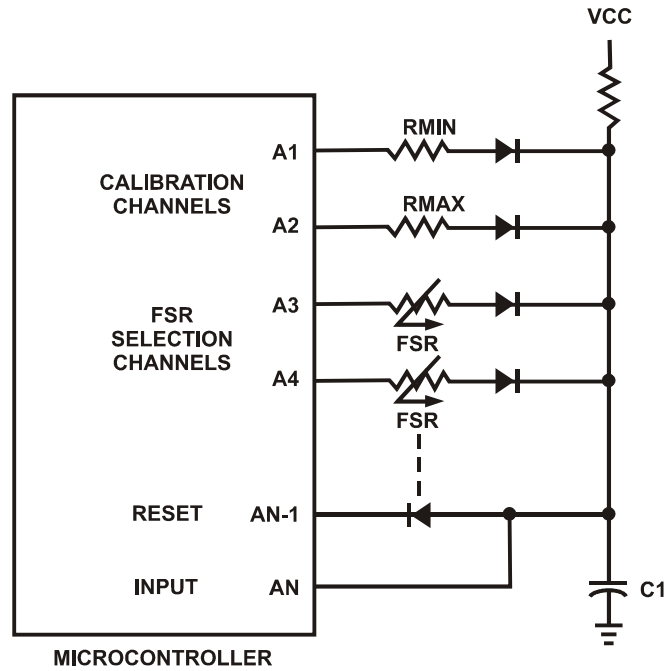 VCC
RMIN
A1
CALIBRATION
CHANNELS
RMAX
A2
FSR
SELECTION
CHANNELS
A3
FSR
A4
FSR
RESET
AN-1
INPUT
AN
C1
MICROCONTROLLER